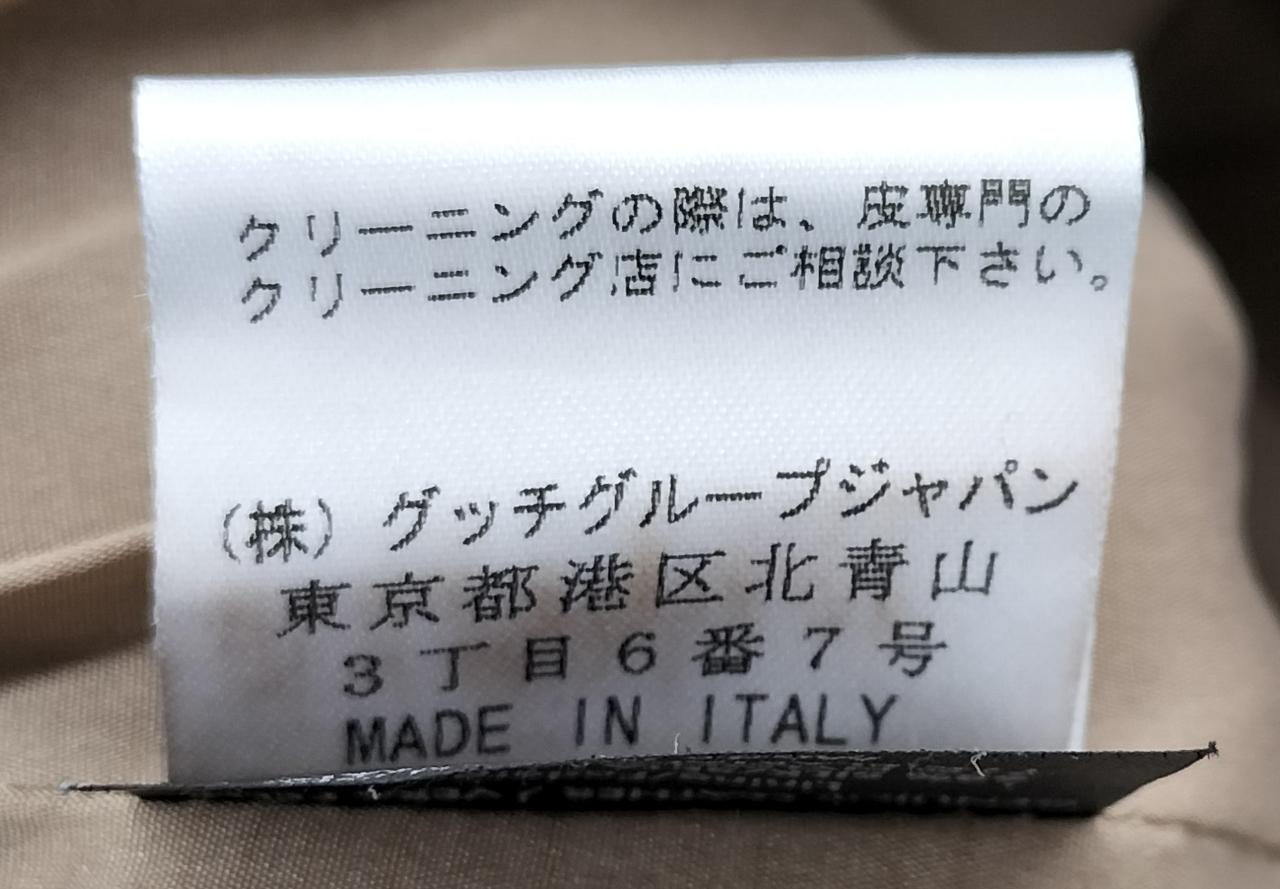 クリーニングの際は、皮専門の
クリーニング店にご相談下さい。
(株) グッチグループジャパン
東京都港区北青山
3丁目6番7号
MADE IN ITALY